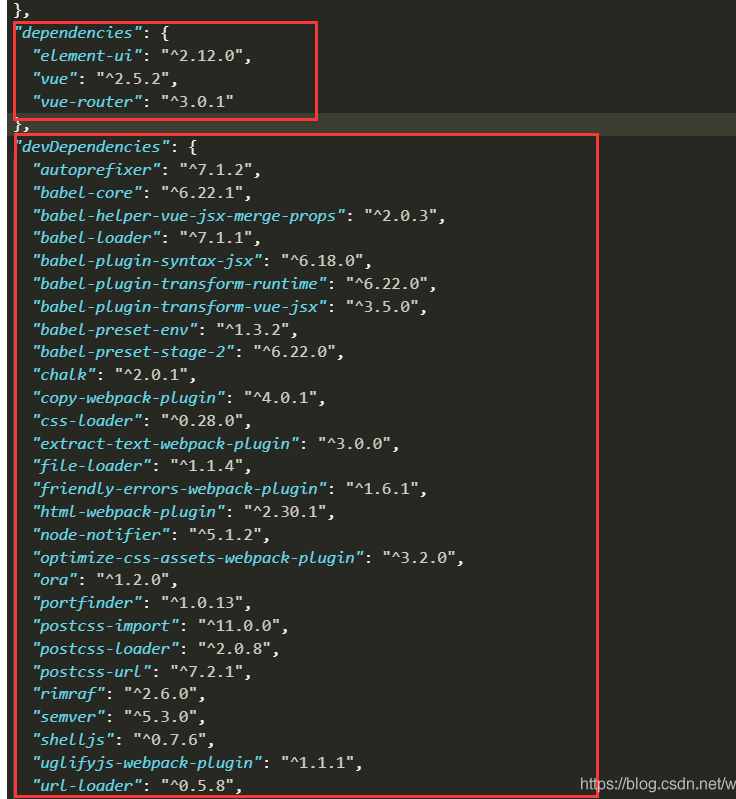 },
"dependencies": {
"element-ui": "^2.12.0",
"vue": "^2.5.2",
"vue-router": "^3.0.1"
},
"devDependencies": {
"autoprefixer": "^7.1.2",
"babel-core": "^6.22.1",
"babel-helper-vue-jsx-merge-props": "^2.0.3",
"babel-loader": "^7.1.1",
"babel-plugin-syntax-jsx": "^6.18.0",
"babel-plugin-transform-runtime": "^6.22.0",
"babel-plugin-transform-vue-jsx": "^3.5.0",
"babel-preset-env": "^1.3.2",
"babel-preset-stage-2": "^6.22.0",
"chalk": "^2.0.1",
"copy-webpack-plugin": "^4.0.1",
"css-loader": "^0.28.0",
"extract-text-webpack-plugin": "^3.0.0",
"file-loader": "^1.1.4",
"friendly-errors-webpack-plugin": "^1.6.1",
"html-webpack-plugin": "^2.30.1",
"node-notifier": "^5.1.2",
"optimize-css-assets-webpack-plugin": "^3.2.0",
"ora": "^1.2.0",
"portfinder": "^1.0.13",
"postcss-import": "^11.0.0",
"postcss-loader": "^2.0.8",
"postcss-url": "^7.2.1",
"rimraf": "^2.6.0",
"semver": "^5.3.0",
"shelljs": "^0.7.6",
"uglifyjs-webpack-plugin": "^1.1.1",
"url-loader": "^0.5.8",
https://blog.csdn.net/w